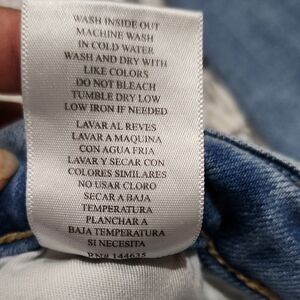 WASH INSIDE OUT
MACHINE WASH
IN COLD WATER
WASH AND DRY WITH
LIKE COLORS
DO NOT BLEACH
TUMBLE DRY LOW
LOW IRON IF NEEDED
LAVAR AL REVES
LAVAR A MAQUINA
CON AGUA FRIA
LAVAR Y SECAR CON
COLORES SIMILARES
NO USAR CLORO
SECAR A BAJA
TEMPERATURA
PLANCHAR A
BAJA TEMPERATURA
SI NECESITA
RN# 144635